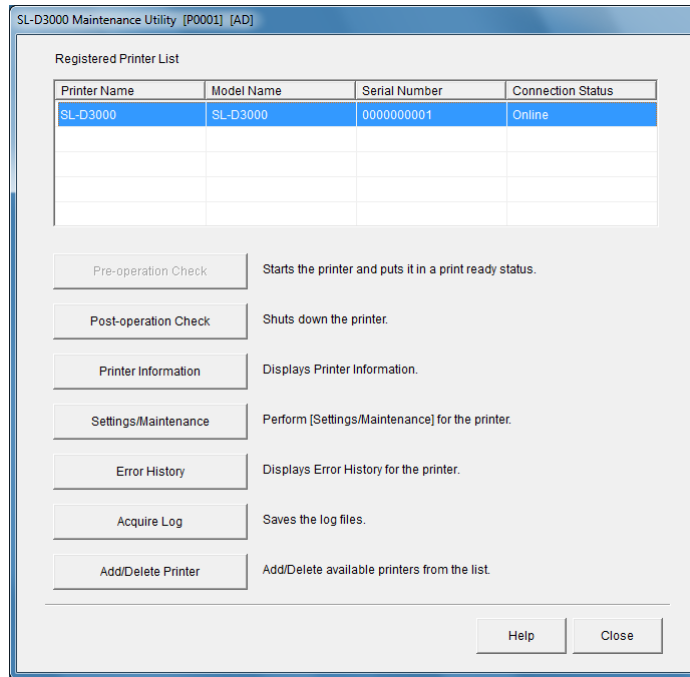 SL-D3000 Maintenance Utility [P0001] [AD]
Registered Printer List
Printer Name Model Name Serial Number Connection Status
SL-D3000 SL-D3000 0000000001 Online
Pre-operation Check Starts the printer and puts it in a print ready status.
Post-operation Check Shuts down the printer.
Printer Information Displays Printer Information.
Settings/Maintenance Perform [Settings/Maintenance] for the printer.
Error History Displays Error History for the printer.
Acquire Log Saves the log files.
Add/Delete Printer Add/Delete available printers from the list.
Help Close